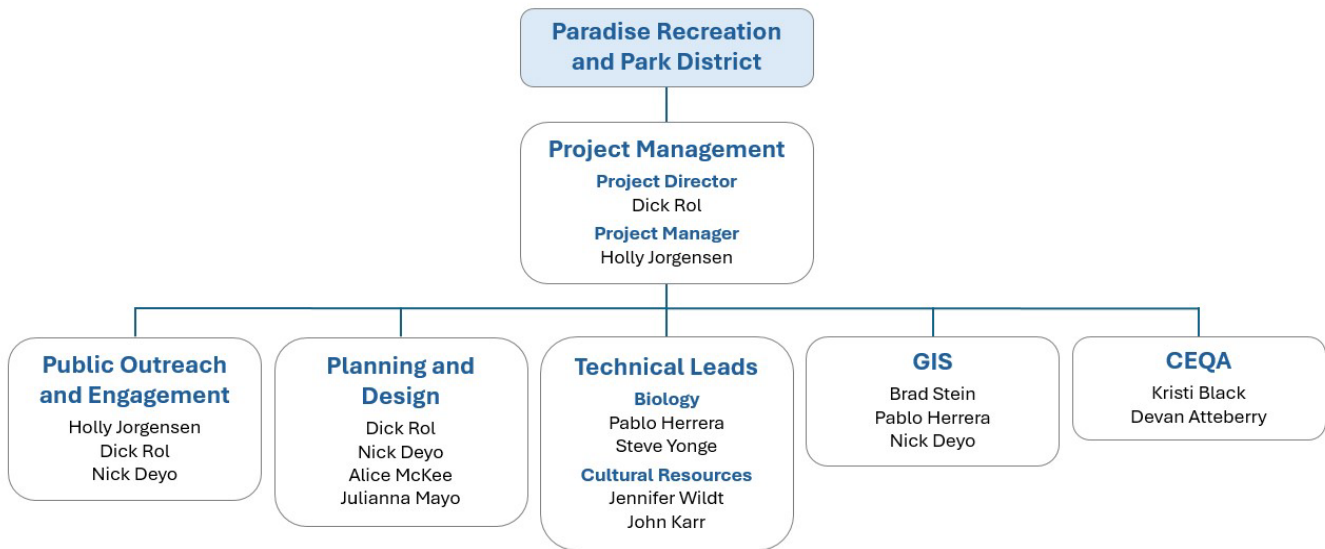 Paradise Recreation
and Park District
Project Management
Project Director
Dick Rol
Project Manager
Holly Jorgensen
Public Outreach
and Engagement
Holly Jorgensen
Dick Rol
Nick Deyo
Planning and
Design
Dick Rol
Nick Deyo
Alice McKee
Julianna Mayo
Technical Leads
Biology
Pablo Herrera
Steve Yonge
Cultural Resources
Jennifer Wildt
John Karr
GIS
Brad Stein
Pablo Herrera
Nick Deyo
CEQA
Kristi Black
Devan Atteberry